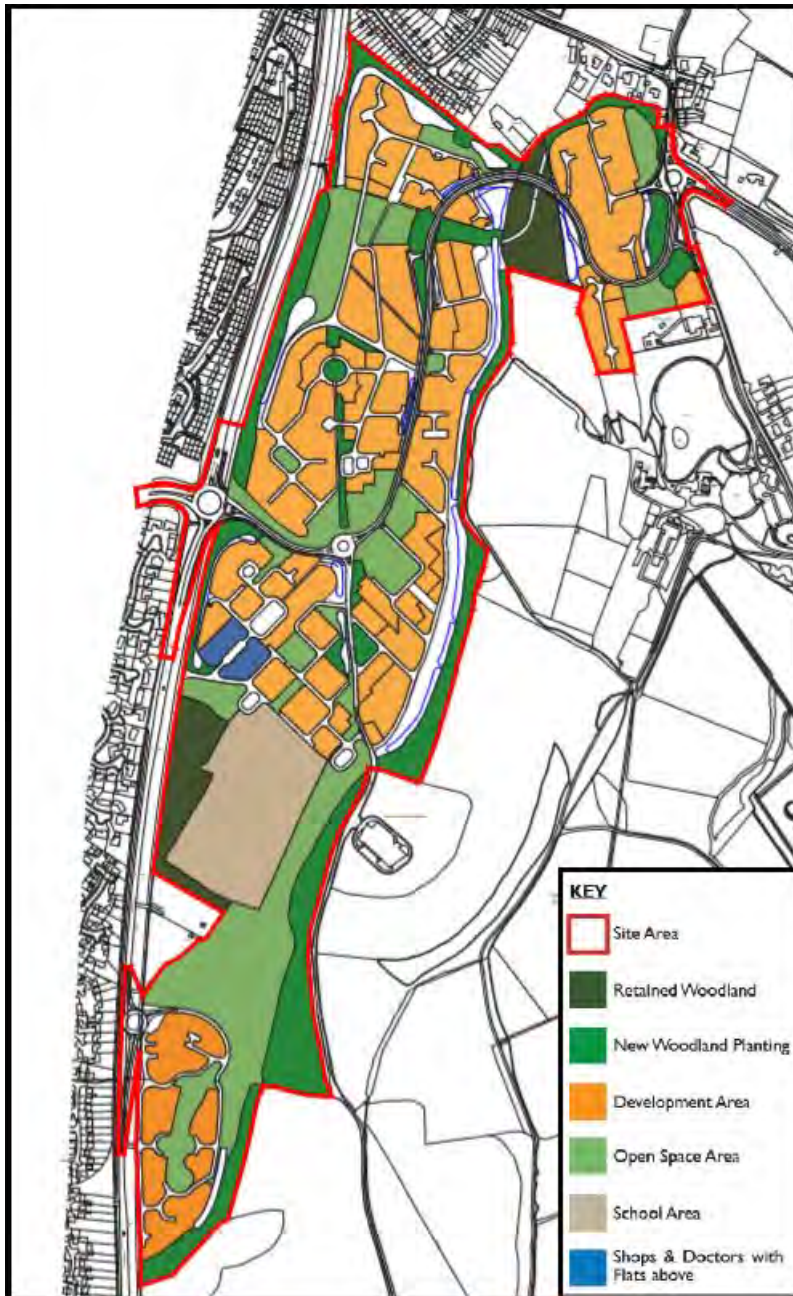 KEY
Site Area
Retained Woodland
New Woodland Planting
Development Area
Open Space Area
School Area
Shops & Doctors with
Flats above